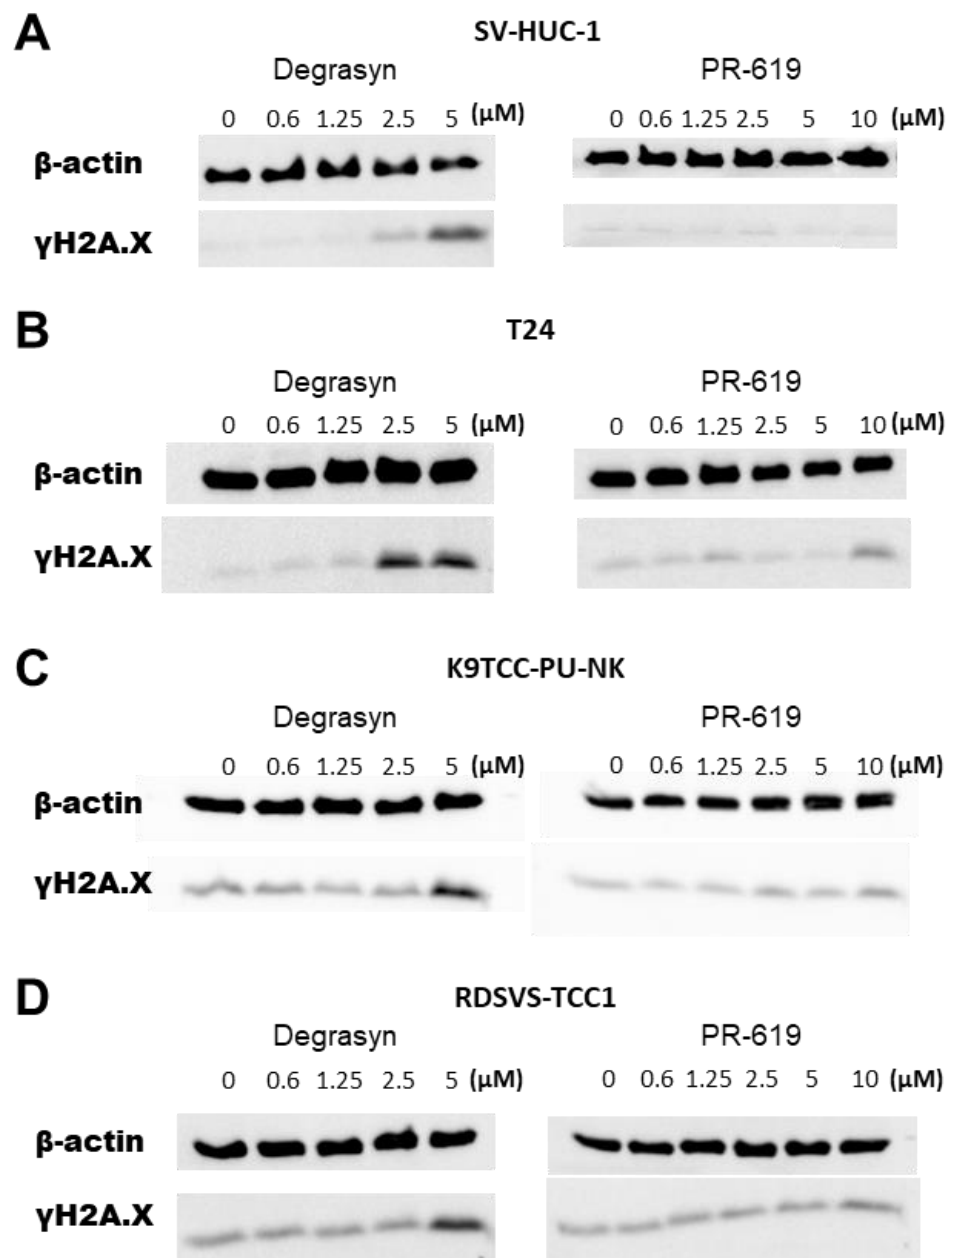 A
SV-HUC-1
Degrasyn PR-619
0 0.6 1.25 2.5 5 (μM) 0 0.6 1.25 2.5 5 10 (μM)
β-actin
γH2A.X
B
T24
Degrasyn PR-619
0 0.6 1.25 2.5 5 (μM) 0 0.6 1.25 2.5 5 10 (μM)
β-actin
γH2A.X
C
K9TCC-PU-NK
Degrasyn PR-619
0 0.6 1.25 2.5 5 (μM) 0 0.6 1.25 2.5 5 10 (μM)
β-actin
γH2A.X
D
RDSVS-TCC1
Degrasyn PR-619
0 0.6 1.25 2.5 5 (μM) 0 0.6 1.25 2.5 5 10 (μM)
β-actin
γH2A.X